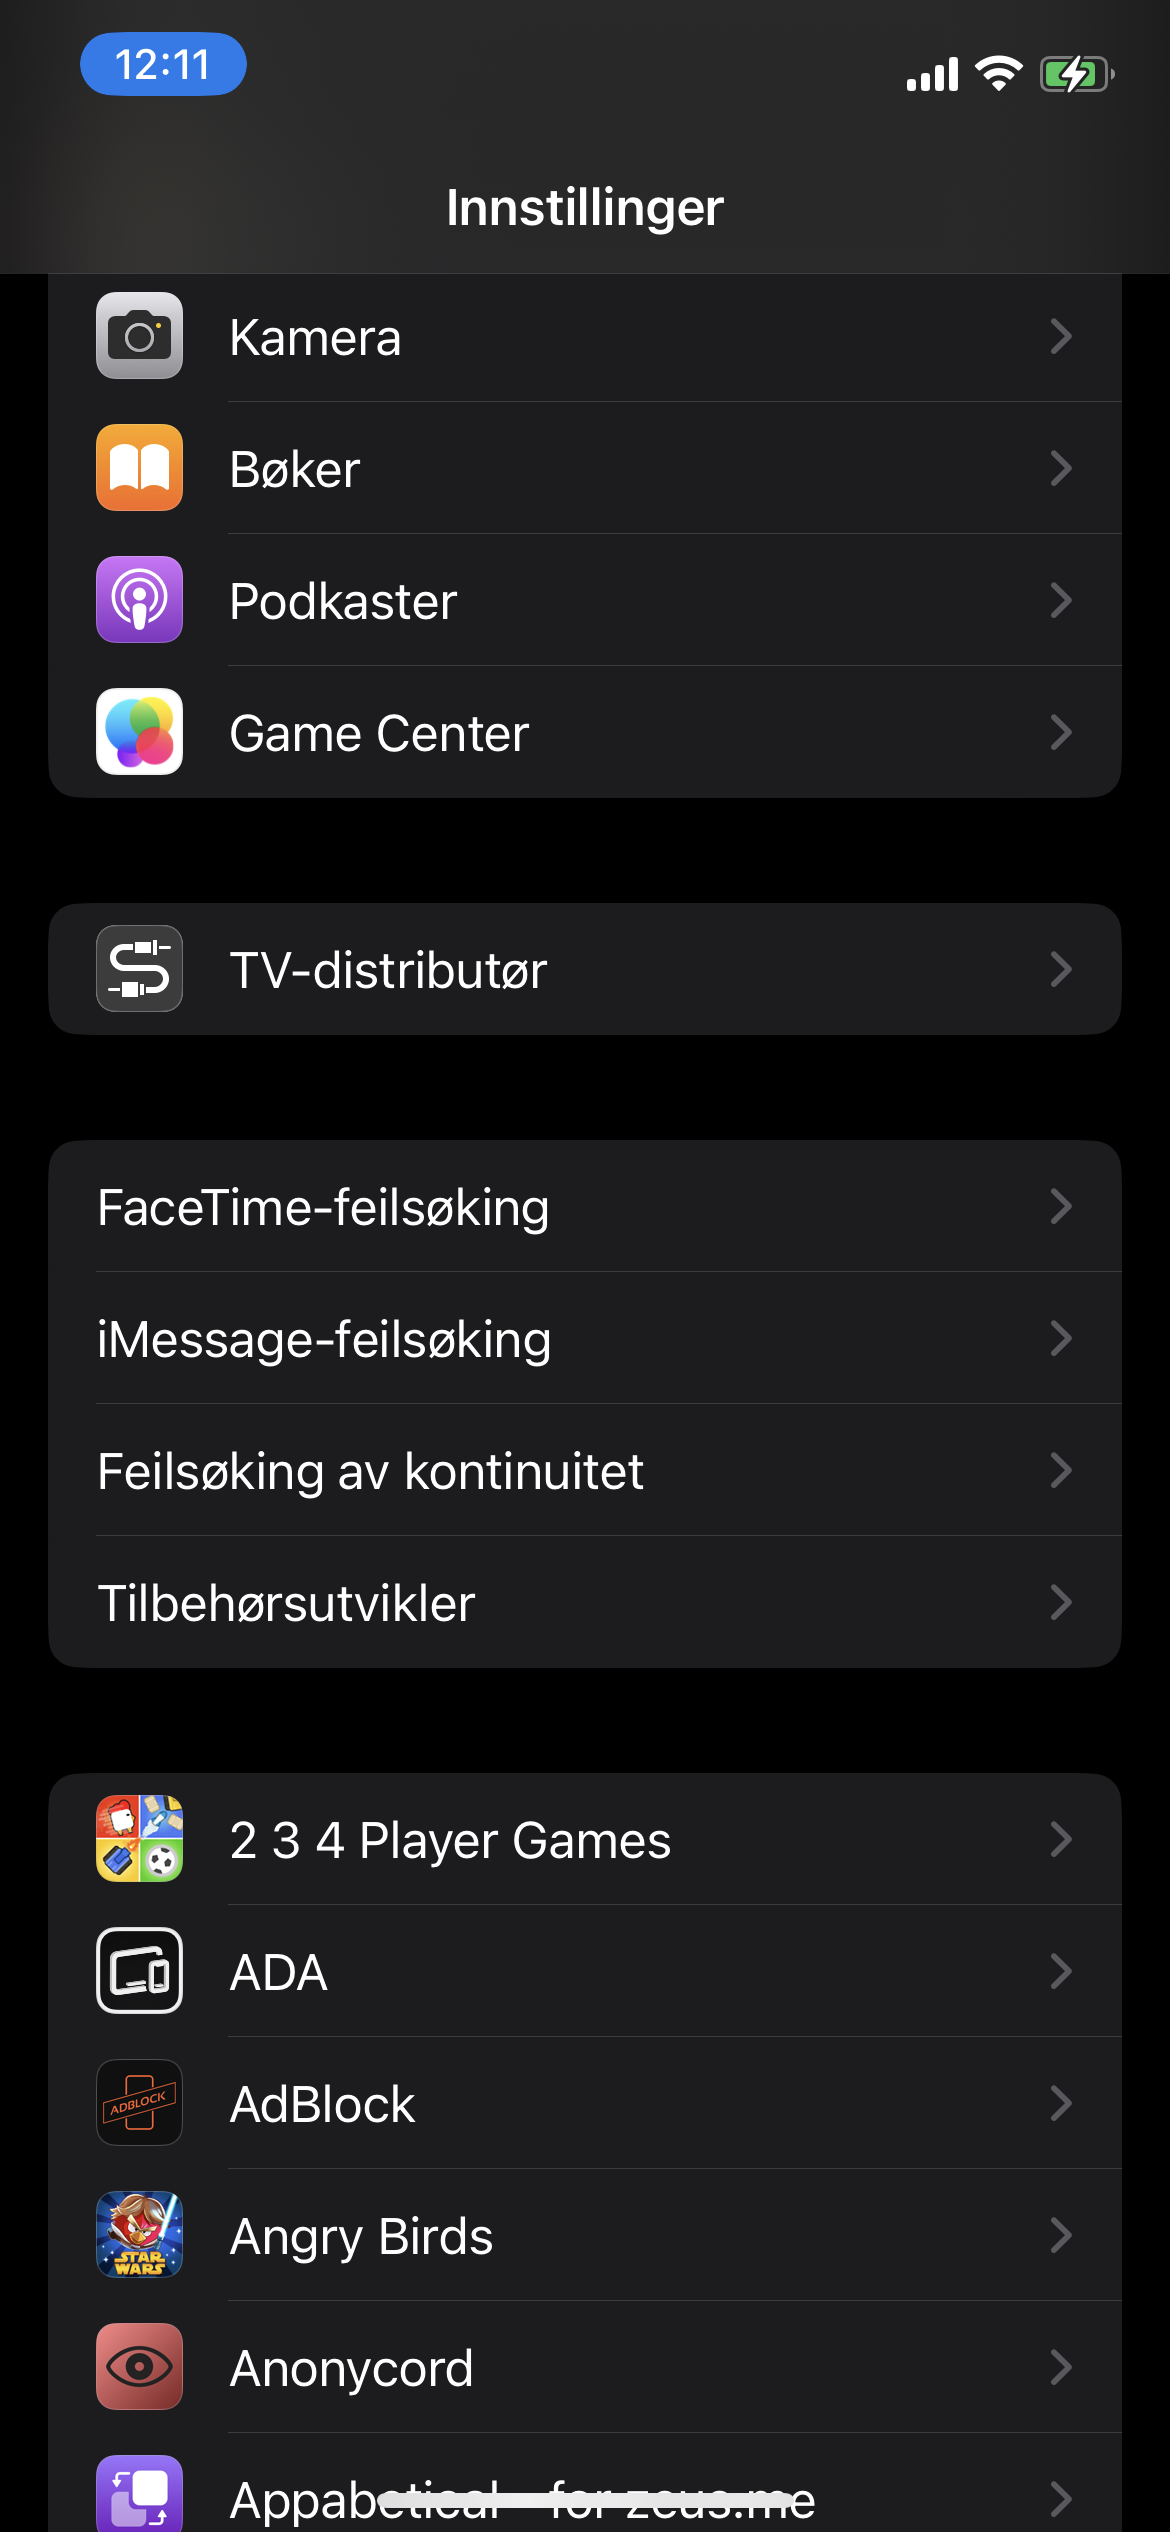 12:11
Innstillinger
Kamera
Bøker
Podkaster
Game Center
TV-distributør
FaceTime-feilsøking
iMessage-feilsøking
Feilsøking av kontinuitet
Tilbehørsutvikler
2 3 4 Player Games
ADA
ADBLOCK
AdBlock
STAR
WARS
Angry Birds
Anonycord
Appabetical - for zeus.me